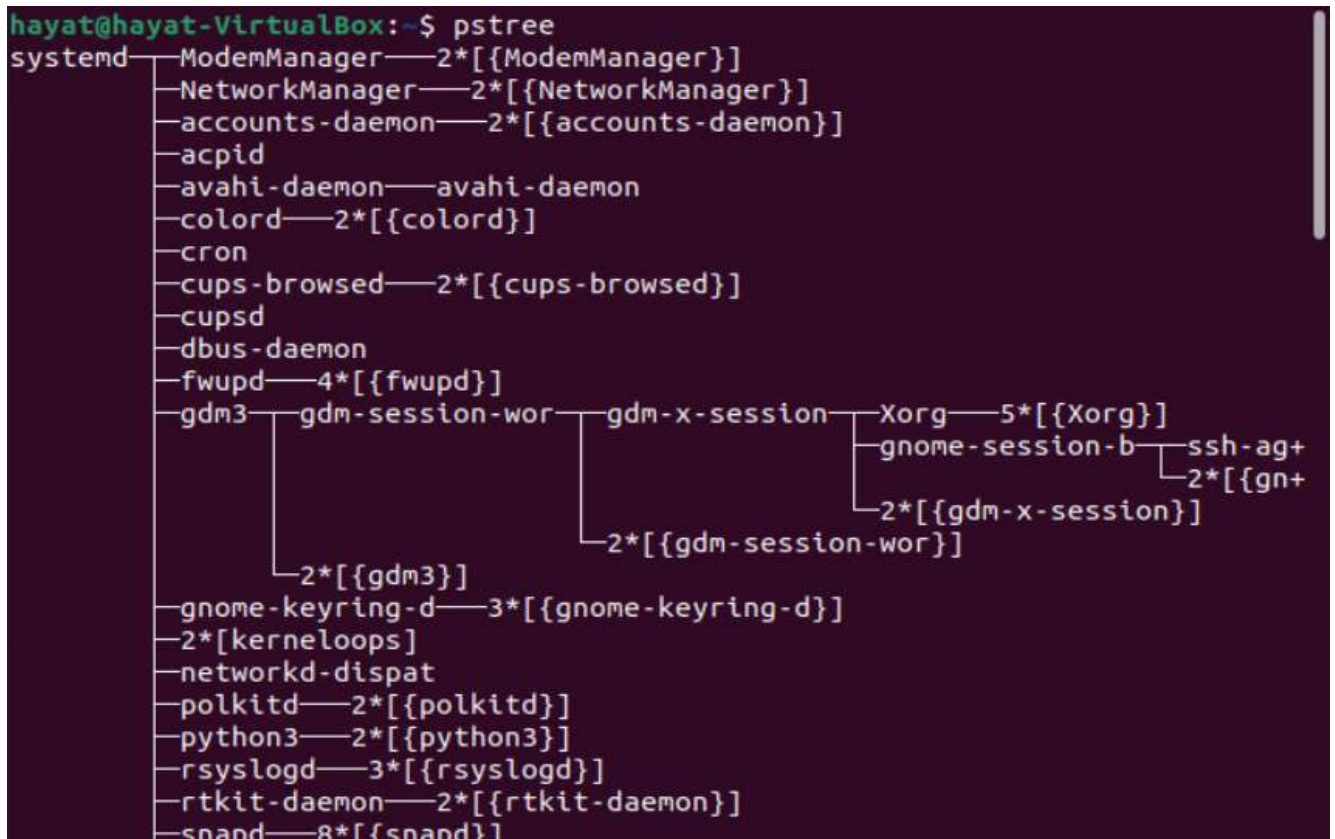 hayat@hayat-VirtualBox:~$ pstree
systemd─┬─ModemManager───2*[{ModemManager}]
        ├─NetworkManager───2*[{NetworkManager}]
        ├─accounts-daemon───2*[{accounts-daemon}]
        ├─acpid
        ├─avahi-daemon───avahi-daemon
        ├─colord───2*[{colord}]
        ├─cron
        ├─cups-browsed───2*[{cups-browsed}]
        ├─cupsd
        ├─dbus-daemon
        ├─fwupd───4*[{fwupd}]
        ├─gdm3─┬─gdm-session-wor─┬─gdm-x-session─┬─Xorg───5*[{Xorg}]
        │      │                 │               ├─gnome-session-b─┬─ssh-ag+
        │      │                 │               │                 └─2*[{gn+
        │      │                 │               └─2*[{gdm-x-session}]
        │      │                 └─2*[{gdm-session-wor}]
        │      └─2*[{gdm3}]
        ├─gnome-keyring-d───3*[{gnome-keyring-d}]
        ├─2*[kerneloops]
        ├─networkd-dispat
        ├─polkitd───2*[{polkitd}]
        ├─python3───2*[{python3}]
        ├─rsyslogd───3*[{rsyslogd}]
        ├─rtkit-daemon───2*[{rtkit-daemon}]
        ├─snapd───8*[{snapd}]